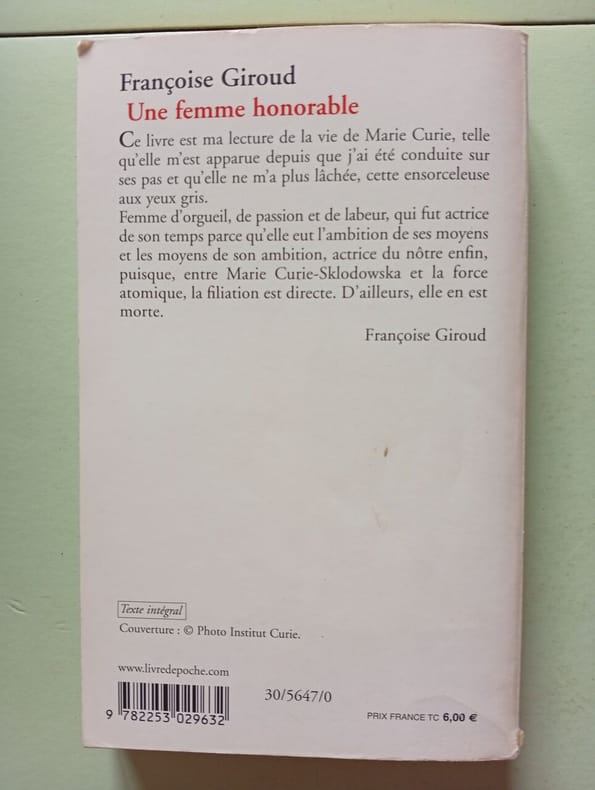 Françoise Giroud
Une femme honorable
Ce livre est ma lecture de la vie de Marie Curie, telle
qu'elle m'est apparue depuis que j'ai été conduite sur
ses pas et qu'elle ne m'a plus lâchée, cette ensorceleuse
aux yeux gris.
Femme d'orgueil, de passion et de labeur, qui fut actrice
de son temps parce qu'elle eut l'ambition de ses moyens
et les moyens de son ambition, actrice du nôtre enfin,
puisque, entre Marie Curie-Sklodowska et la force
atomique, la filiation est directe. D'ailleurs, elle en est
morte.
Françoise Giroud
Texte intégral
Couverture : © Photo Institut Curie.
www.livredepoche.com
30/5647/0
9 782253 029632
PRIX FRANCE TC 6,00 €